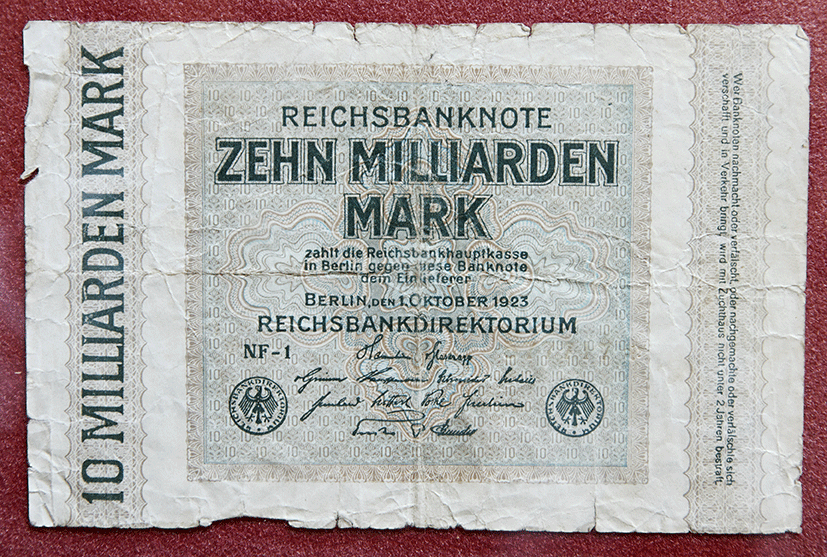 10 MILLIARDEN MARK
REICHSBANKNOTE
ZEHN MILLIARDEN
MARK
zahlt die Reichsbankhauptkasse
in Berlin gegen diese Banknote
dem Einlieferer
BERLIN, DEN 1. OKTOBER 1923
REICHSBANKDIREKTORIUM
NF-1
REICHSBANKDIREKTORIUM
REICHSBANKDIREKTORIUM
Wer Banknoten nachmacht oder verfälscht, oder nachgemachte oder verfälschte sich
verschafft und in Verkehr bringt, wird mit Zuchthaus nicht unter 2 Jahren bestraft.